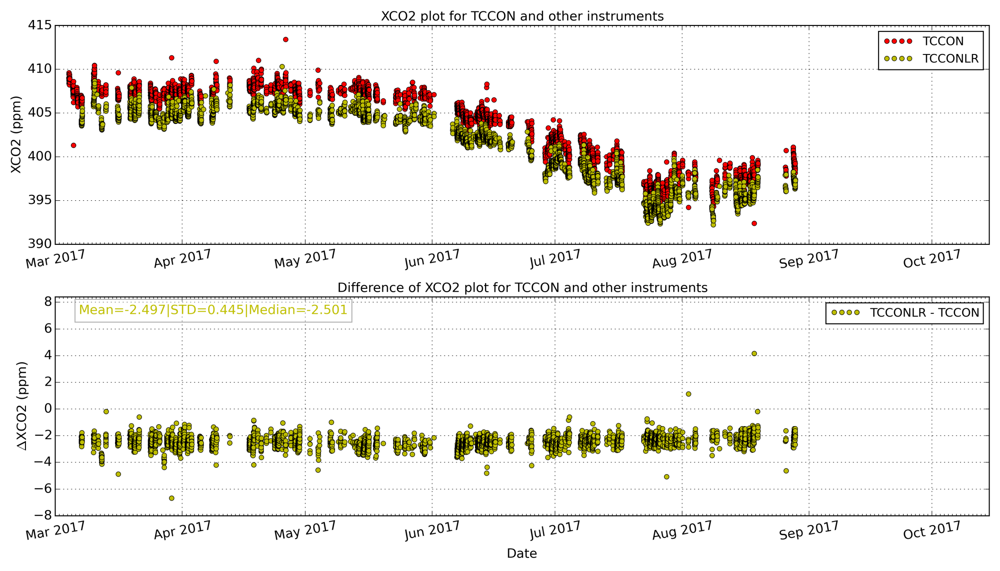 XCO2 plot for TCCON and other instruments
415
410
405
400
395
390
XCO2 (ppm)
TCCON
TCCONLR
Mar 2017 Apr 2017 May 2017 Jun 2017 Jul 2017 Aug 2017 Sep 2017 Oct 2017
Difference of XCO2 plot for TCCON and other instruments
8
6
4
2
0
−2
−4
−6
−8
ΔXCO2 (ppm)
Mean=-2.497|STD=0.445|Median=-2.501
TCCONLR - TCCON
Mar 2017 Apr 2017 May 2017 Jun 2017 Jul 2017 Aug 2017 Sep 2017 Oct 2017
Date